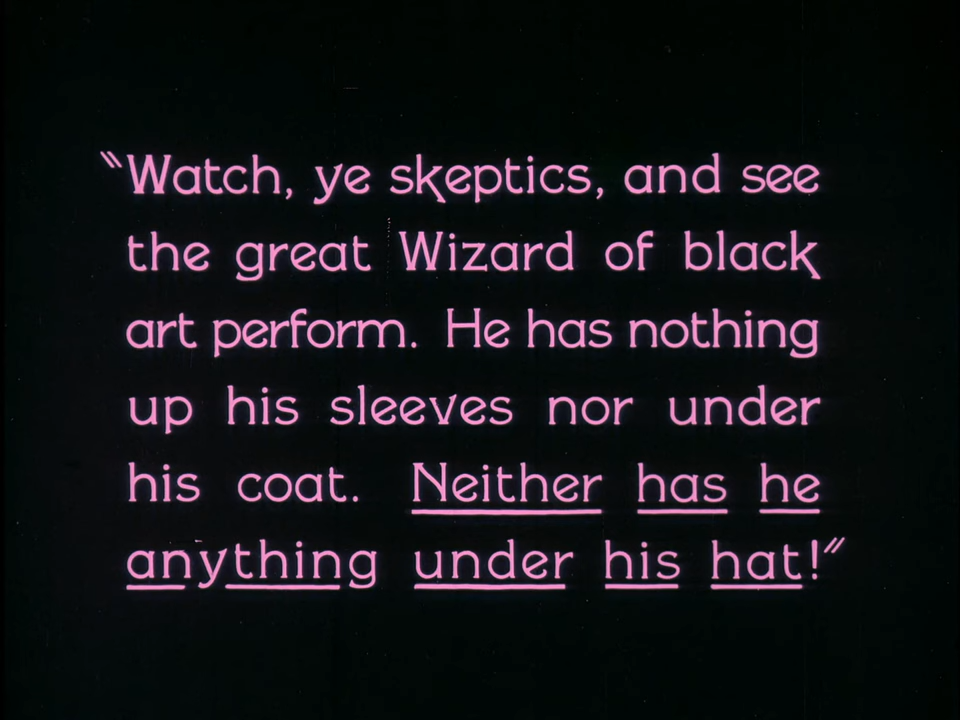 “Watch, ye skeptics, and see
the great Wizard of black
art perform. He has nothing
up his sleeves nor under
his coat. Neither has he
anything under his hat!”